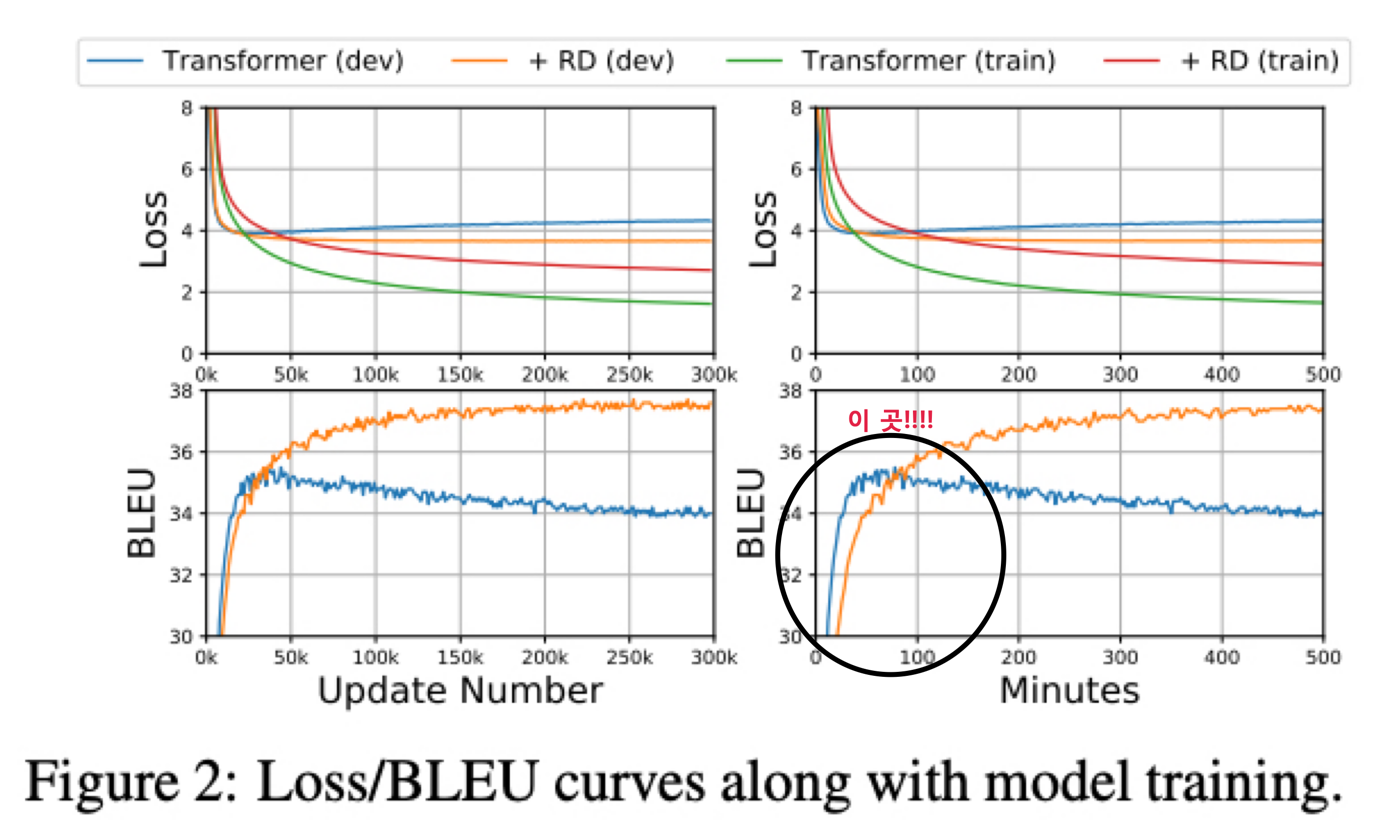 Transformer (dev) + RD (dev) Transformer (train) + RD (train)
8 8
6 6
Loss Loss
4 4
2 2
0 0
0k 50k 100k 150k 200k 250k 300k 0 100 200 300 400 500
38 38
이 곳!!!!
36 36
BLEU BLEU
34 34
32 32
30 30
0k 50k 100k 150k 200k 250k 300k 0 100 200 300 400 500
Update Number Minutes
Figure 2: Loss/BLEU curves along with model training.